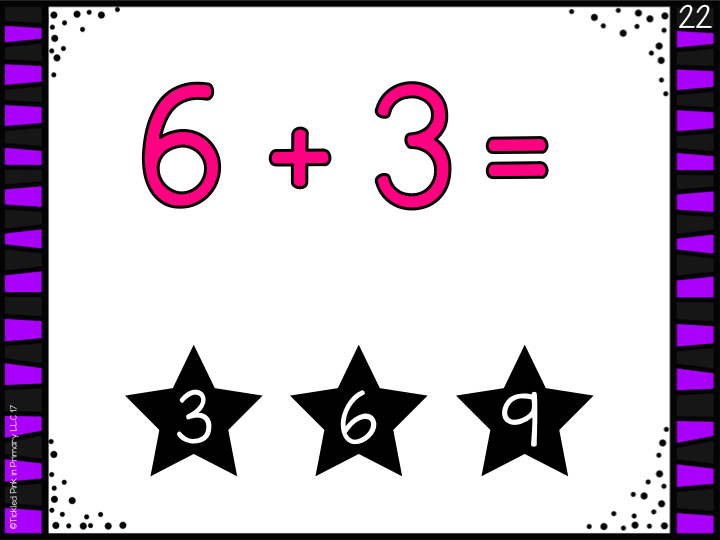 22
6 + 3 =
3 6 9
©Tickled Pink in Primary LLC 17